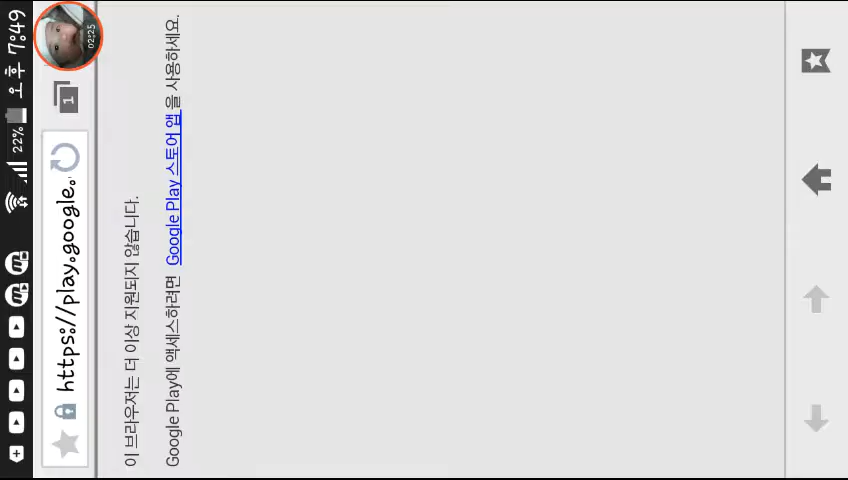 22% 오후 7:49
https://play.google.
1
02:25
이 브라우저는 더 이상 지원되지 않습니다.
Google Play에 액세스하려면 Google Play 스토어 앱을 사용하세요.